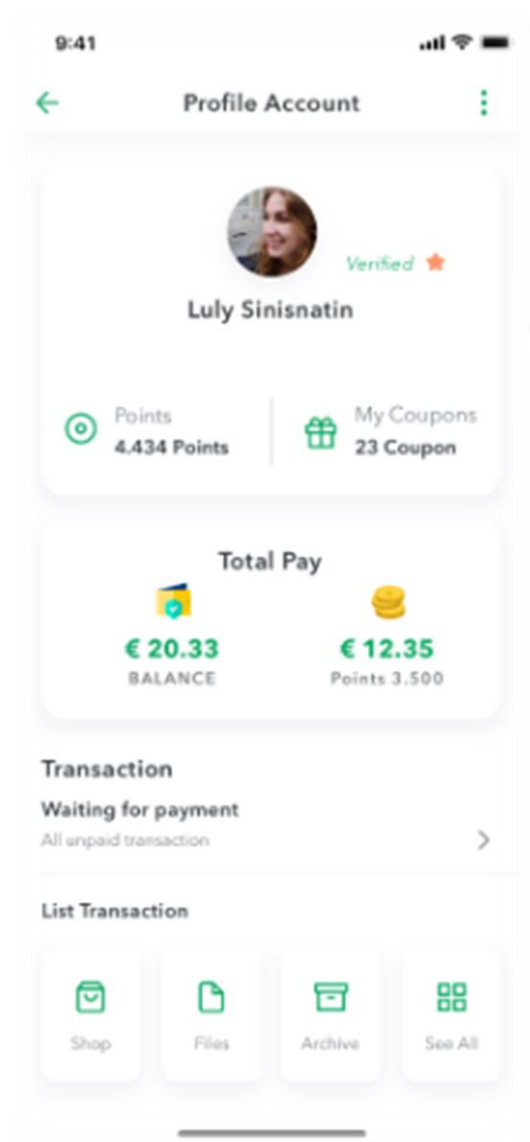 9:41
Profile Account
Verified
Luly Sinisnatin
Points
4.434 Points
My Coupons
23 Coupon
Total Pay
€ 20.33
BALANCE
€ 12.35
Points 3.500
Transaction
Waiting for payment
All unpaid transaction
List Transaction
Shop
Files
Archive
See All